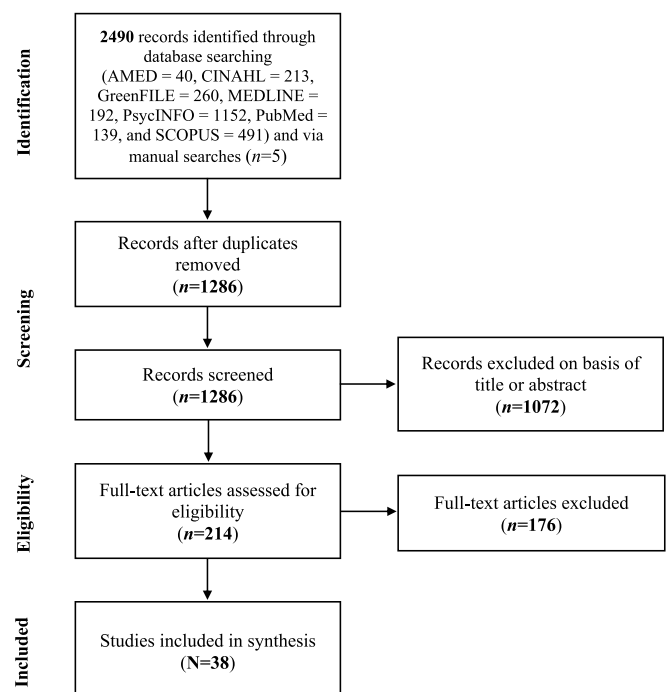 Identification
2490 records identified through
database searching
(AMED = 40, CINAHL = 213,
GreenFILE = 260, MEDLINE =
192, PsycINFO = 1152, PubMed =
139, and SCOPUS = 491) and via
manual searches (n=5)
Screening
Records after duplicates
removed
(n=1286)
Records screened
(n=1286)
Records excluded on basis of
title or abstract
(n=1072)
Eligibility
Full-text articles assessed for
eligibility
(n=214)
Full-text articles excluded
(n=176)
Included
Studies included in synthesis
(N=38)